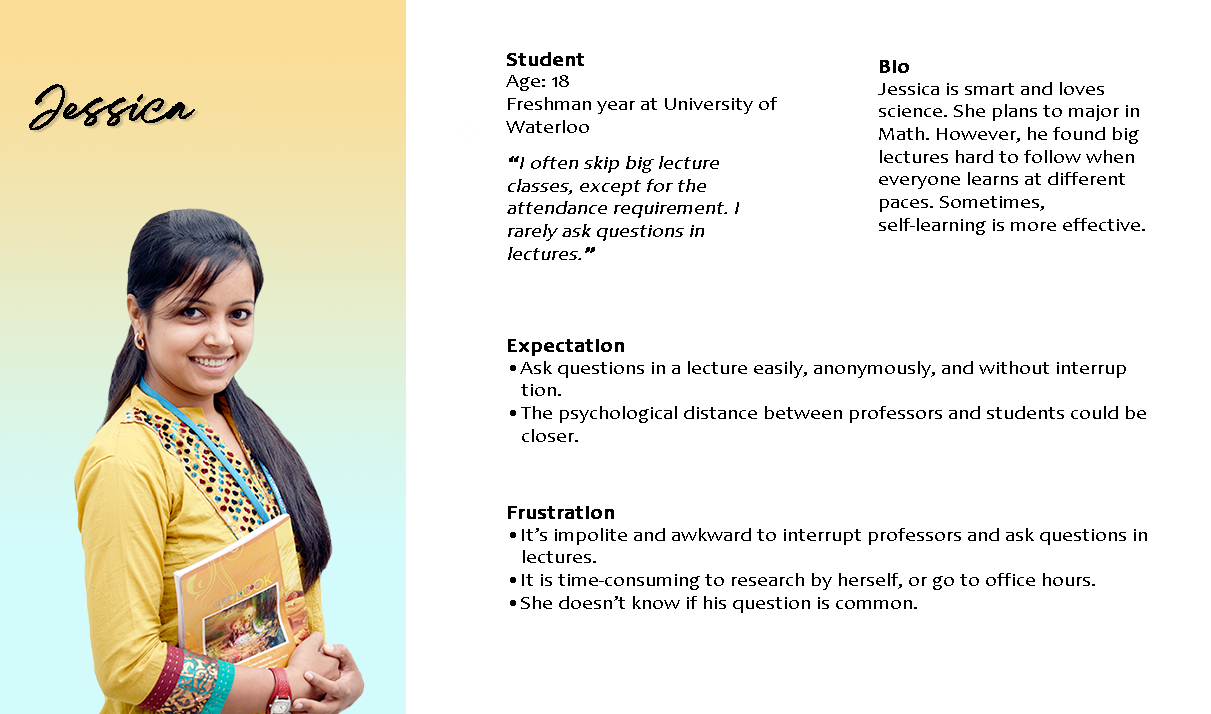 Jessica
Student
Age: 18
Freshman year at University of
Waterloo
“I often skip big lecture
classes, except for the
attendance requirement. I
rarely ask questions in
lectures.”
Bio
Jessica is smart and loves
science. She plans to major in
Math. However, he found big
lectures hard to follow when
everyone learns at different
paces. Sometimes,
self-learning is more effective.
Expectation
•Ask questions in a lecture easily, anonymously, and without interrup
tion.
•The psychological distance between professors and students could be
closer.
Frustration
•It’s impolite and awkward to interrupt professors and ask questions in
lectures.
•It is time-consuming to research by herself, or go to office hours.
•She doesn’t know if his question is common.